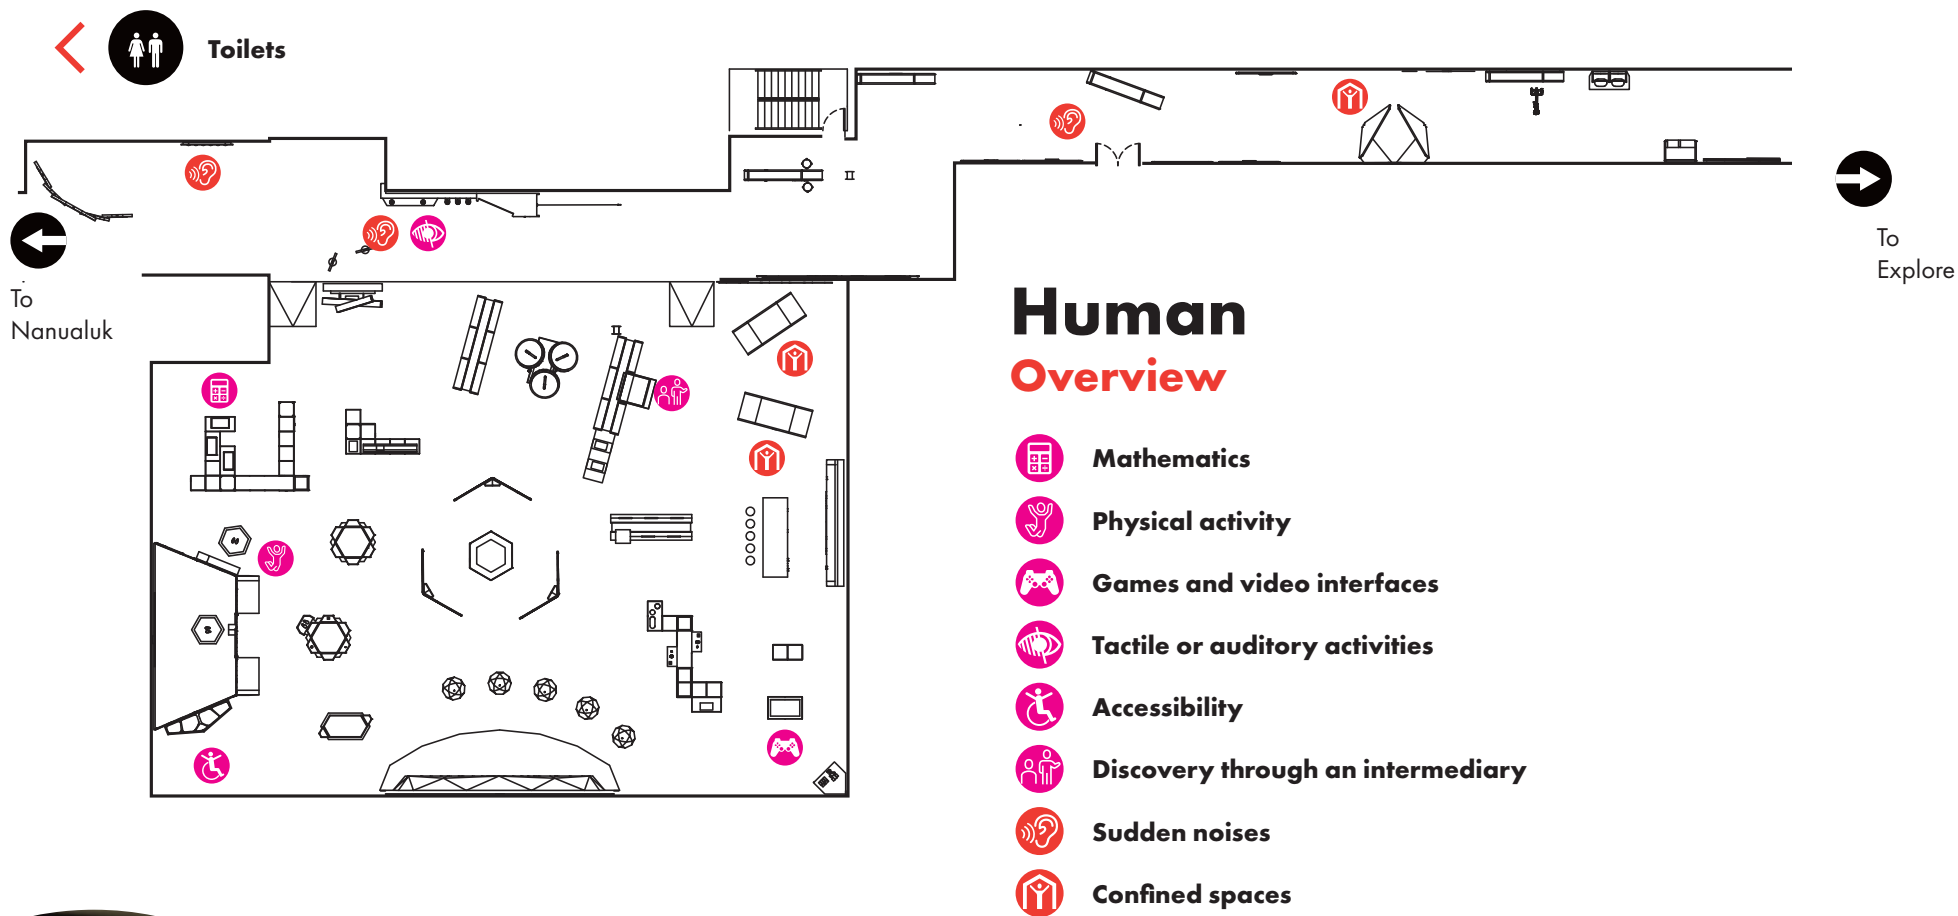 Toilets
To
Nanualuk
To
Explore
Human
Overview
Mathematics
Physical activity
Games and video interfaces
Tactile or auditory activities
Accessibility
Discovery through an intermediary
Sudden noises
Confined spaces